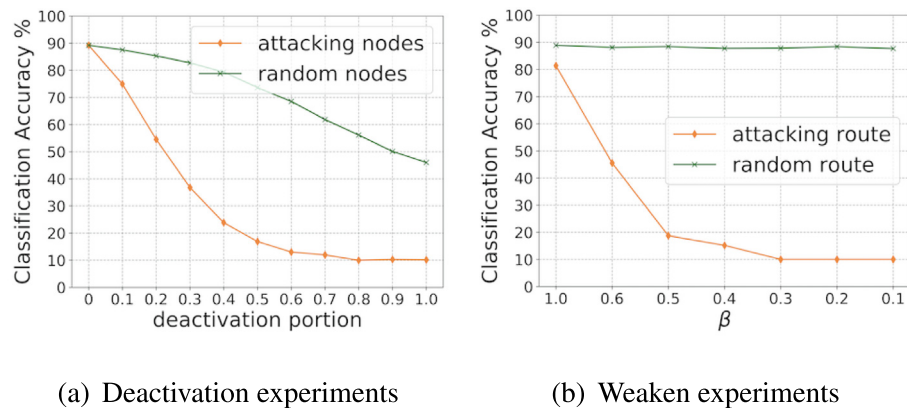 Classification Accuracy %
100
90
80
70
60
50
40
30
20
10
0
attacking nodes
random nodes
0 0.1 0.2 0.3 0.4 0.5 0.6 0.7 0.8 0.9 1.0
deactivation portion
(a) Deactivation experiments
Classification Accuracy %
100
90
80
70
60
50
40
30
20
10
0
attacking route
random route
1.0 0.6 0.5 0.4 0.3 0.2 0.1
β
(b) Weaken experiments